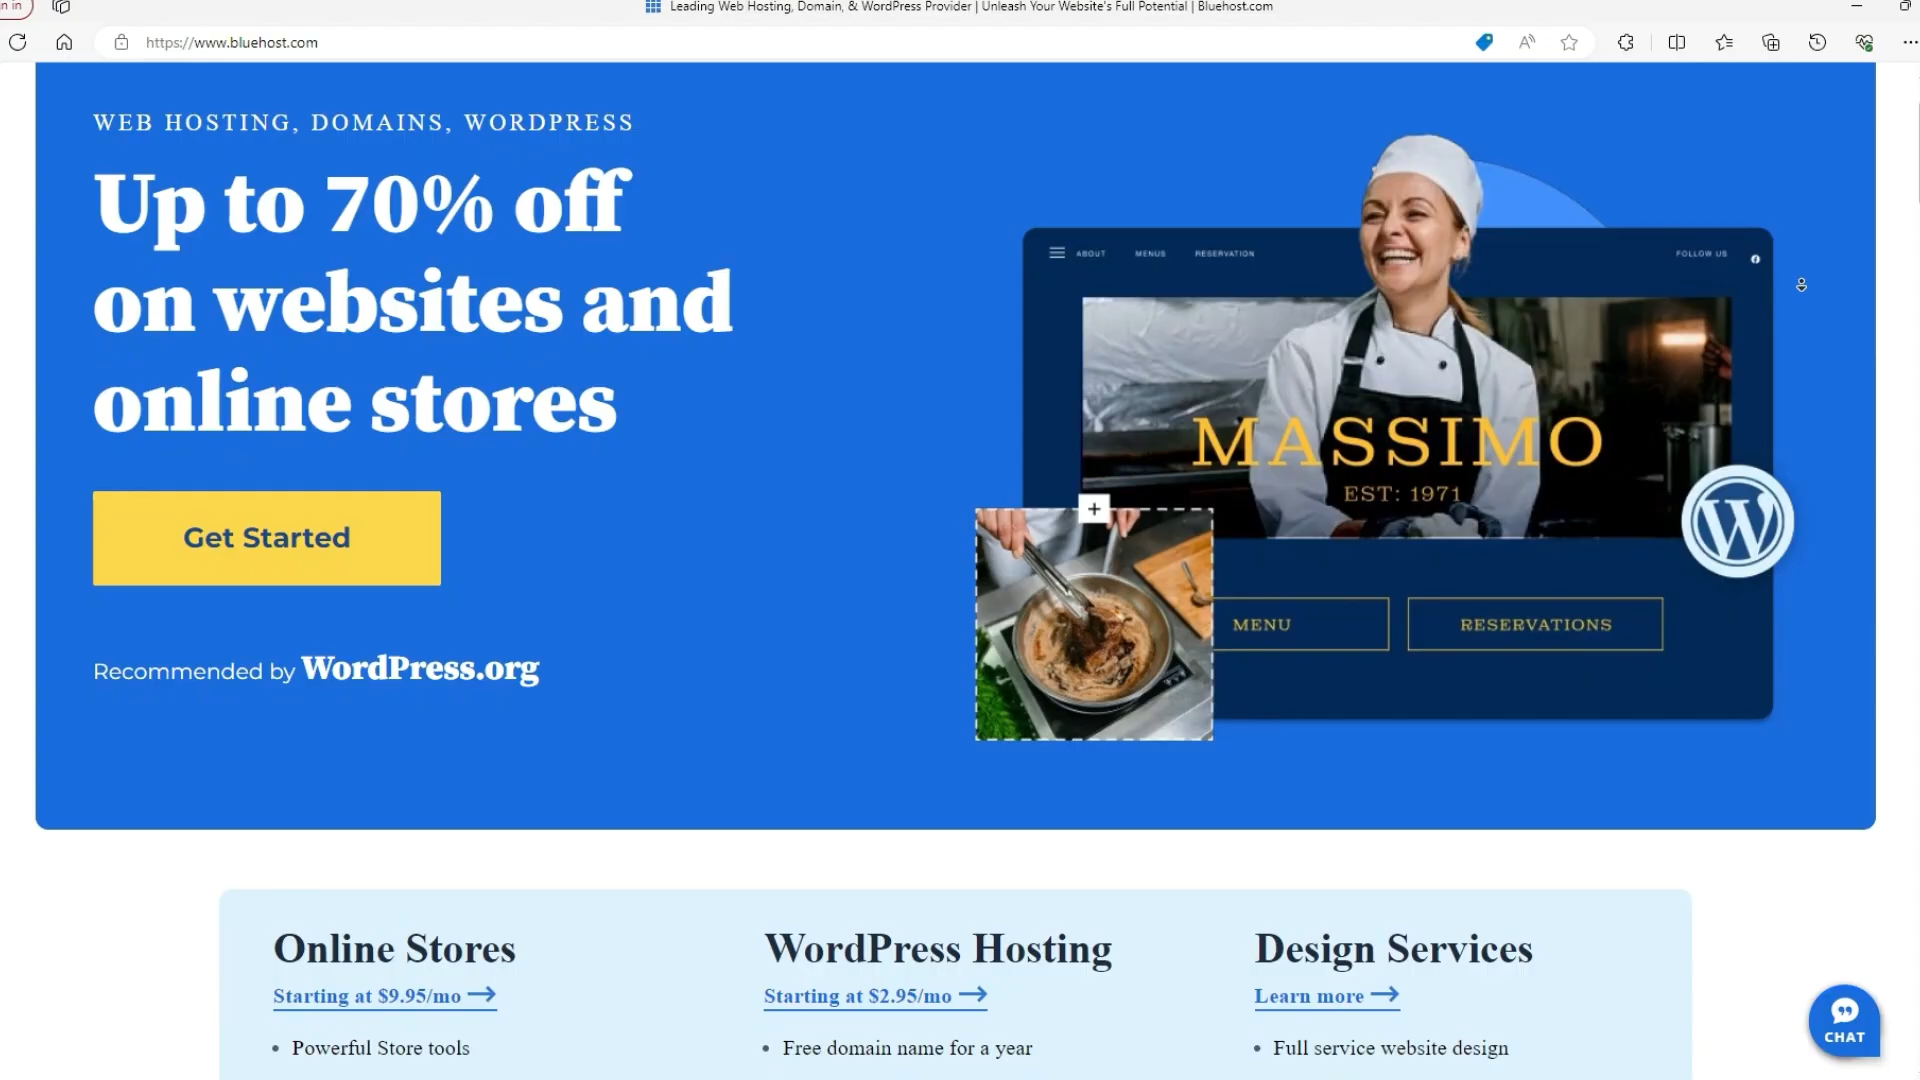 n in
Leading Web Hosting, Domain, & WordPress Provider | Unleash Your Website's Full Potential | Bluehost.com
https://www.bluehost.com
WEB HOSTING, DOMAINS, WORDPRESS
Up to 70% off
on websites and
online stores
Get Started
Recommended by WordPress.org
ABOUT MENUS RESERVATION FOLLOW US
MASSIMO
EST: 1971
MENU RESERVATIONS
Online Stores
Starting at $9.95/mo
Powerful Store tools
WordPress Hosting
Starting at $2.95/mo
Free domain name for a year
Design Services
Learn more
Full service website design
CHAT